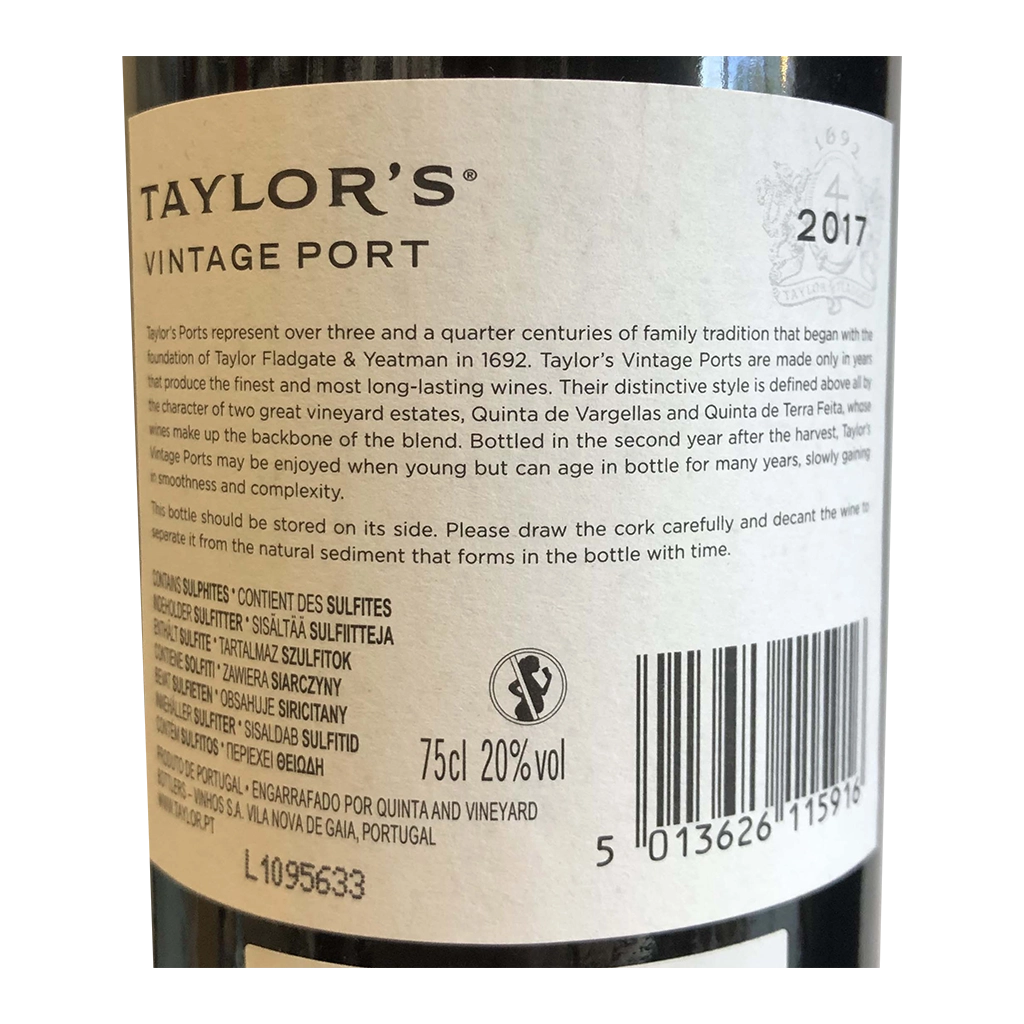 TAYLOR'S®
VINTAGE PORT
1692
4
2017
Taylor's Ports represent over three and a quarter centuries of family tradition that began with the
foundation of Taylor Fladgate & Yeatman in 1692. Taylor's Vintage Ports are made only in years
that produce the finest and most long-lasting wines. Their distinctive style is defined above all by
the character of two great vineyard estates, Quinta de Vargellas and Quinta de Terra Feita, whose
wines make up the backbone of the blend. Bottled in the second year after the harvest, Taylor's
Vintage Ports may be enjoyed when young but can age in bottle for many years, slowly gaining
in smoothness and complexity.
This bottle should be stored on its side. Please draw the cork carefully and decant the wine to
separate it from the natural sediment that forms in the bottle with time.
CONTAINS SULPHITES • CONTIENT DES SULFITES
INDEHOLDER SULFITTER • SISÄLTÄÄ SULFIITTEJA
ENTHÄLT SULFITE • TARTALMAZ SZULFITOK
CONTIENE SOLFITI • ZAWIERA SIARCZYNY
BEVAT SULFIETEN • OBSAHUJE SIRICITANY
INNEHÅLLER SULFITER • SISALDAB SULFITID
CONTÉM SULFITOS • ΠΕΡΙΕΧΕΙ ΘΕΙΩΔΗ
PRODUTO DE PORTUGAL • ENGARRAFADO POR QUINTA AND VINEYARD
BOTTLERS – VINHOS S.A. VILA NOVA DE GAIA, PORTUGAL
WWW.TAYLOR.PT
75cl 20%vol
L1095633
5 013626 115916